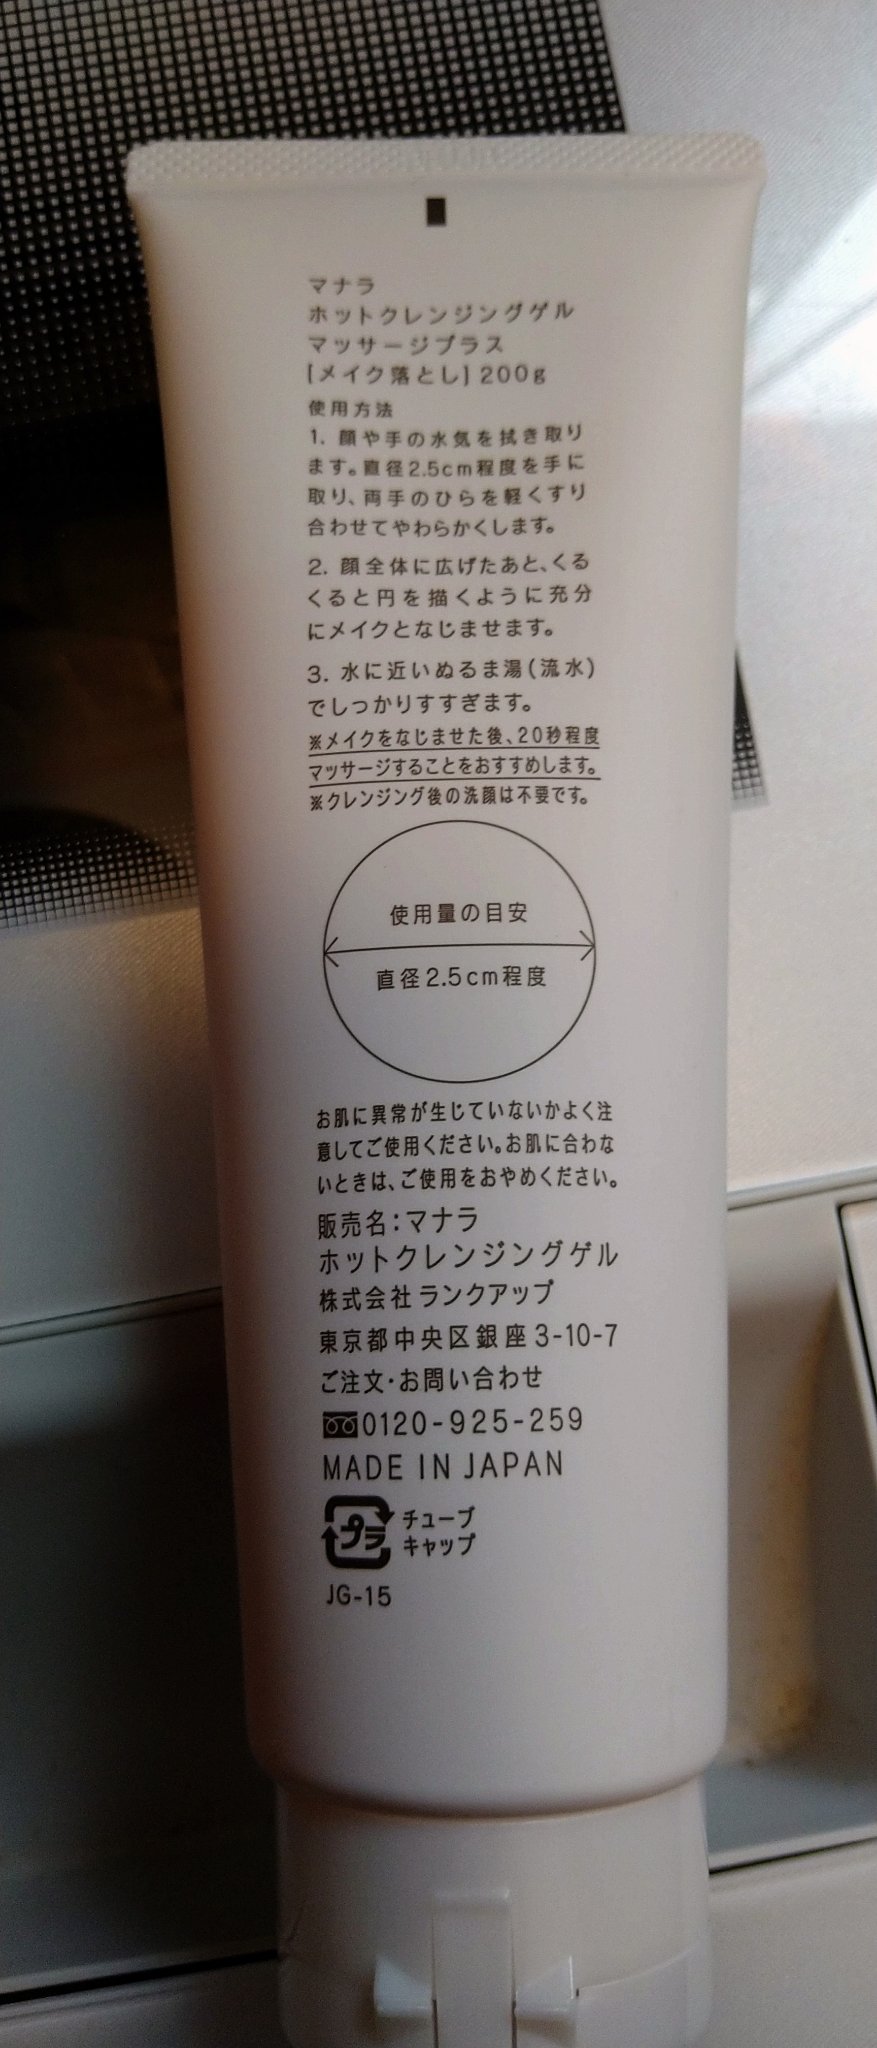 マナラ
ホットクレンジングゲル
マッサージプラス
[メイク落とし] 200g
使用方法
1. 顔や手の水気を拭き取り
ます。直径2.5cm程度を手に
取り、両手のひらを軽くすり
合わせてやわらかくします。
2. 顔全体に広げたあと、くる
くると円を描くように充分
にメイクとなじませます。
3. 水に近いぬるま湯(流水)
でしっかりすすぎます。
※メイクをなじませた後、20秒程度
マッサージすることをおすすめします。
※クレンジング後の洗顔は不要です。
使用量の目安
直径2.5cm程度
お肌に異常が生じていないかよく注
意してご使用ください。お肌に合わな
いときは、ご使用をおやめください。
販売名:マナラ
ホットクレンジングゲル
株式会社ランクアップ
東京都中央区銀座3-10-7
ご注文・お問い合わせ
0120-925-259
MADE IN JAPAN
プラ チューブ
キャップ
JG-15